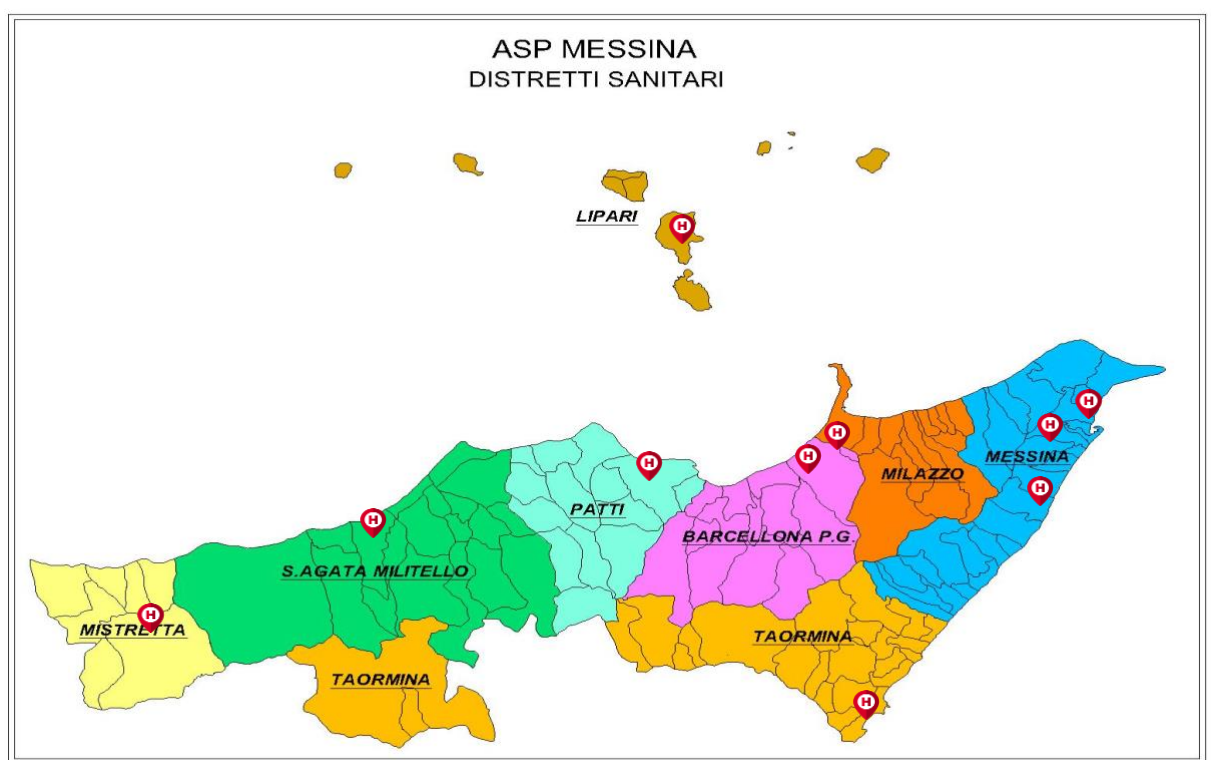 ASP MESSINA
DISTRETTI SANITARI
LIPARI
H
H
H
MESSINA
H
H
H
MILAZZO
H
PATTI
BARCELLONA P.G.
H
S.AGATA MILITELLO
H
MISTRETTA
TAORMINA
TAORMINA
H